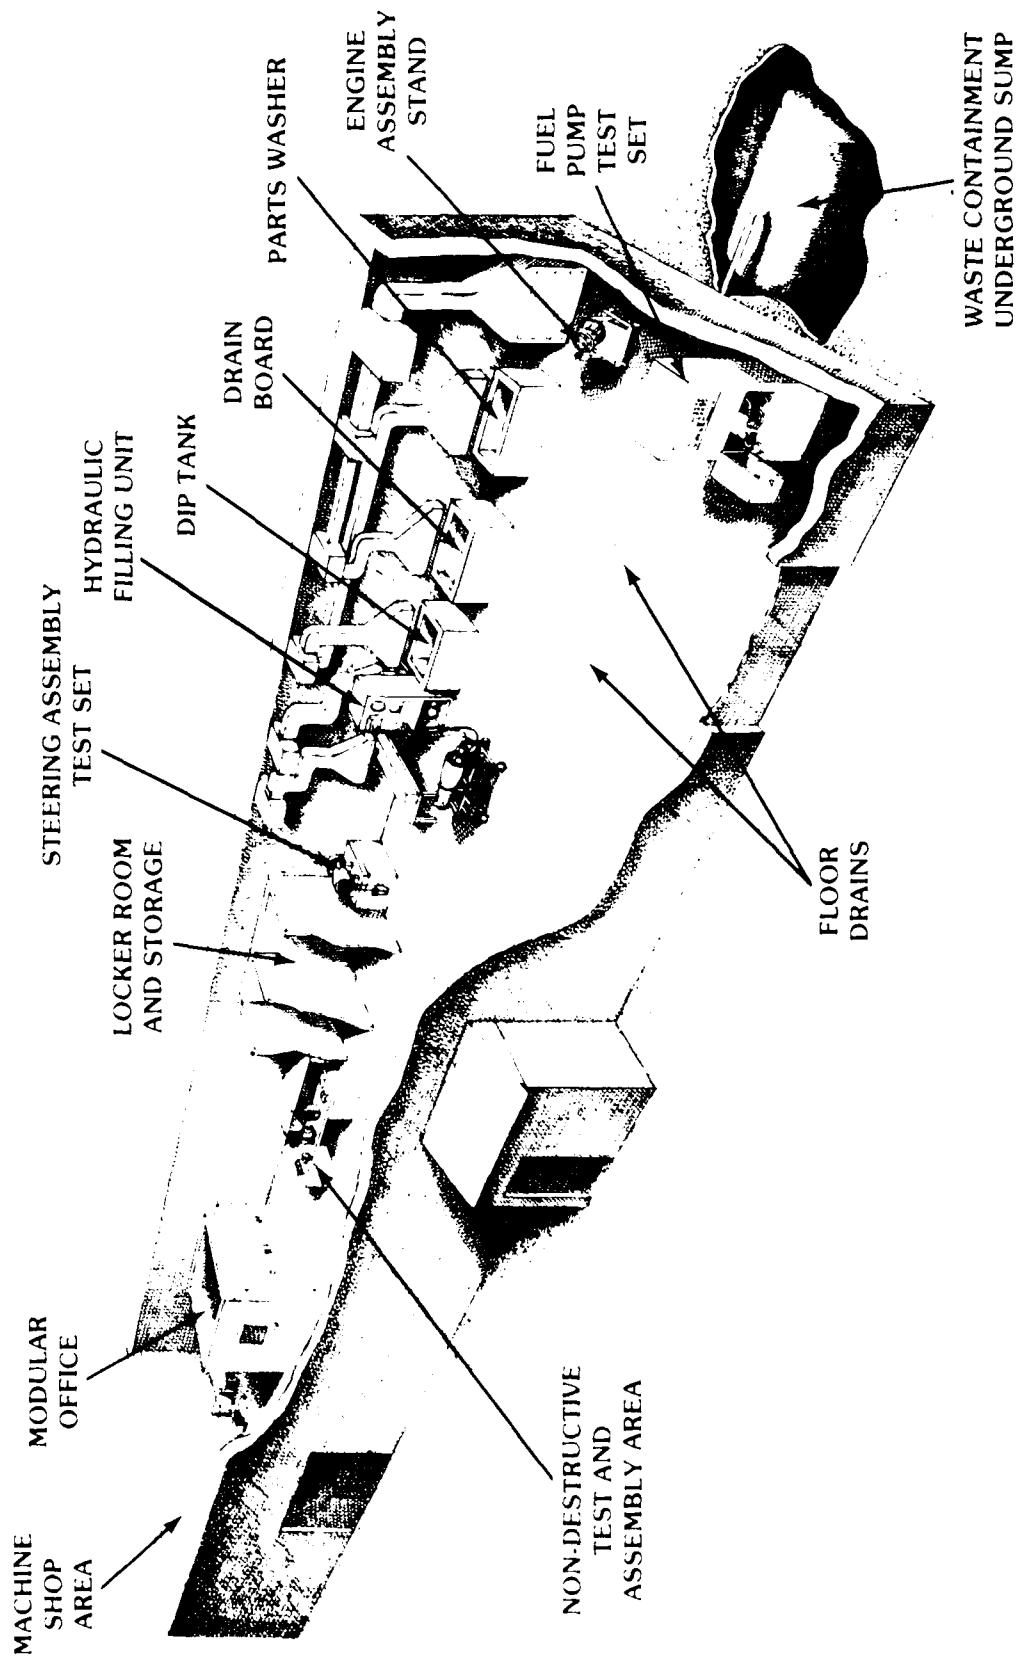 MACHINE
SHOP
AREA
MODULAR
OFFICE
LOCKER ROOM
AND STORAGE
STEERING ASSEMBLY
TEST SET
HYDRAULIC
FILLING UNIT
DIP TANK
DRAIN
BOARD
PARTS WASHER
ENGINE
ASSEMBLY
STAND
FUEL
PUMP
TEST
SET
NON-DESTRUCTIVE
TEST AND
ASSEMBLY AREA
FLOOR
DRAINS
WASTE CONTAINMENT
UNDERGROUND SUMP